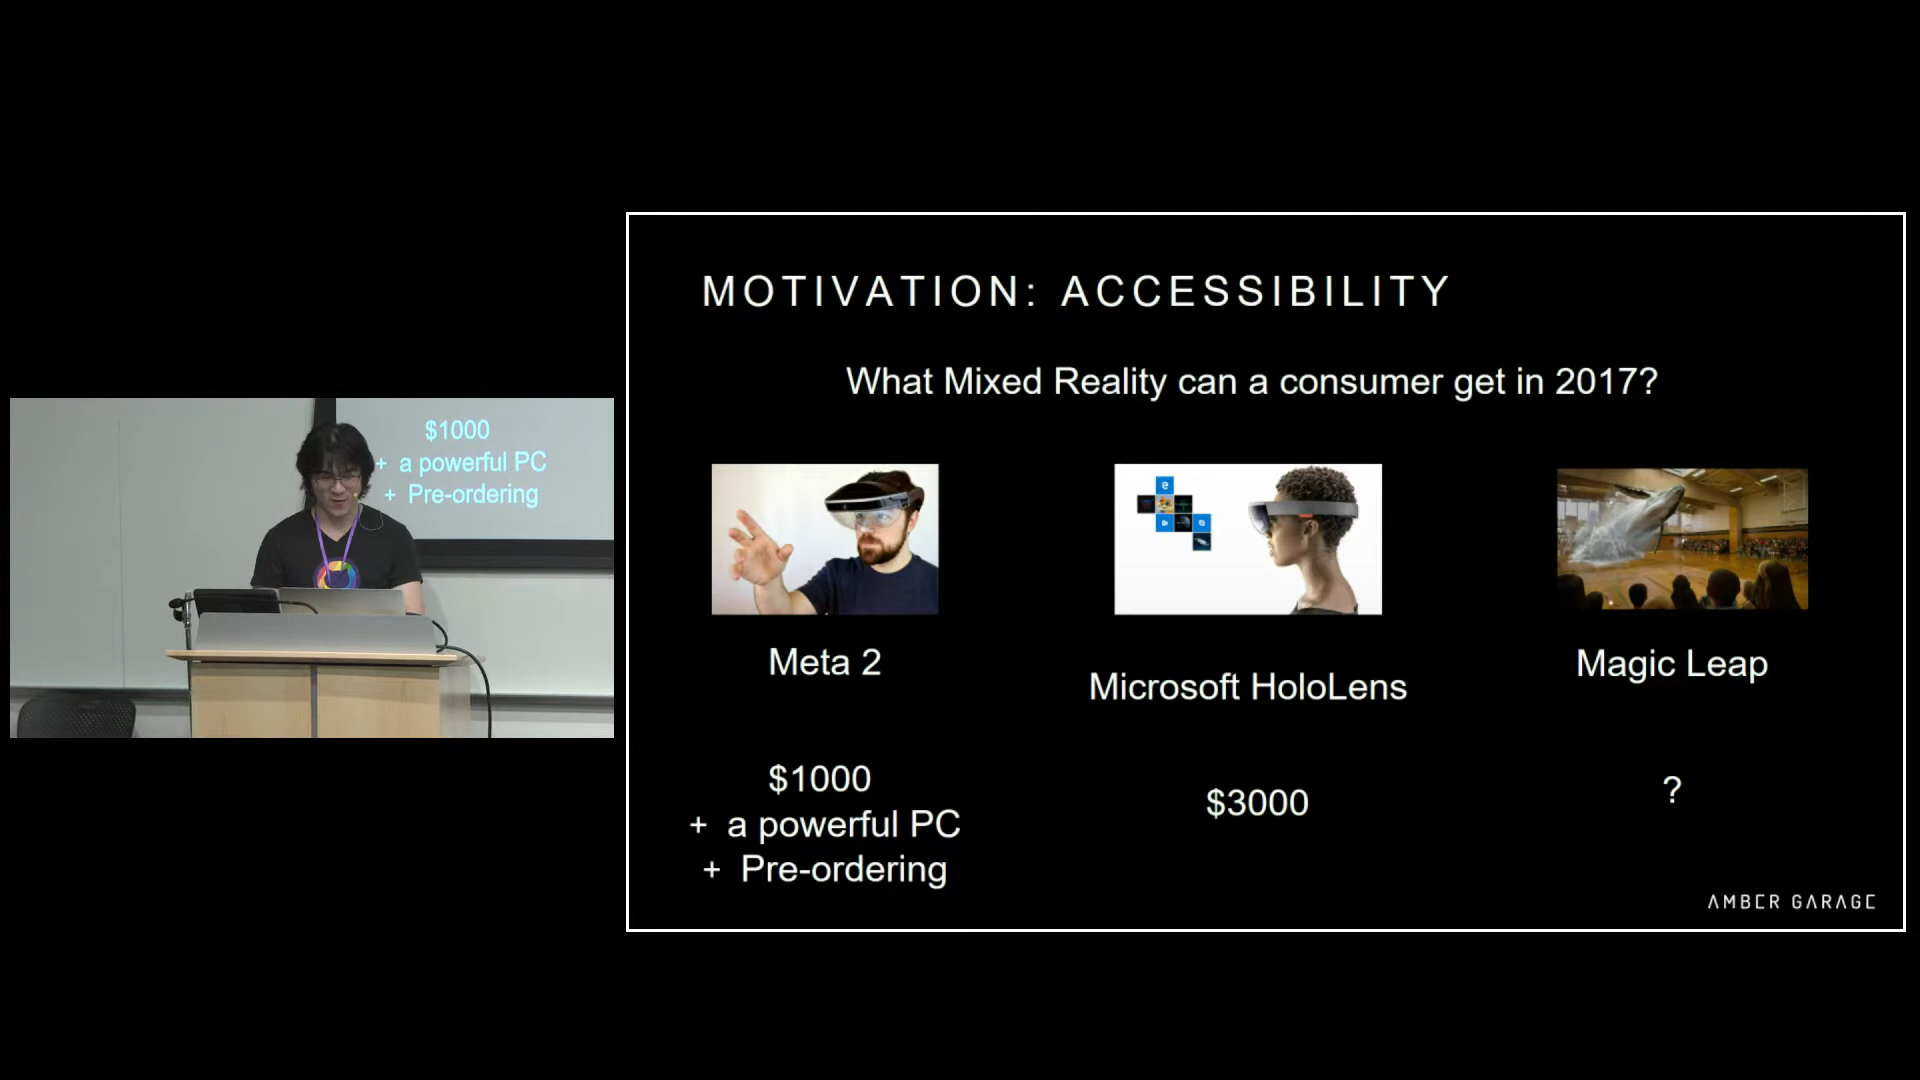 $1000
+ a powerful PC
+ Pre-ordering
MOTIVATION: ACCESSIBILITY
What Mixed Reality can a consumer get in 2017?
Meta 2
Microsoft HoloLens
Magic Leap
$1000
+ a powerful PC
+ Pre-ordering
$3000
?
AMBER GARAGE